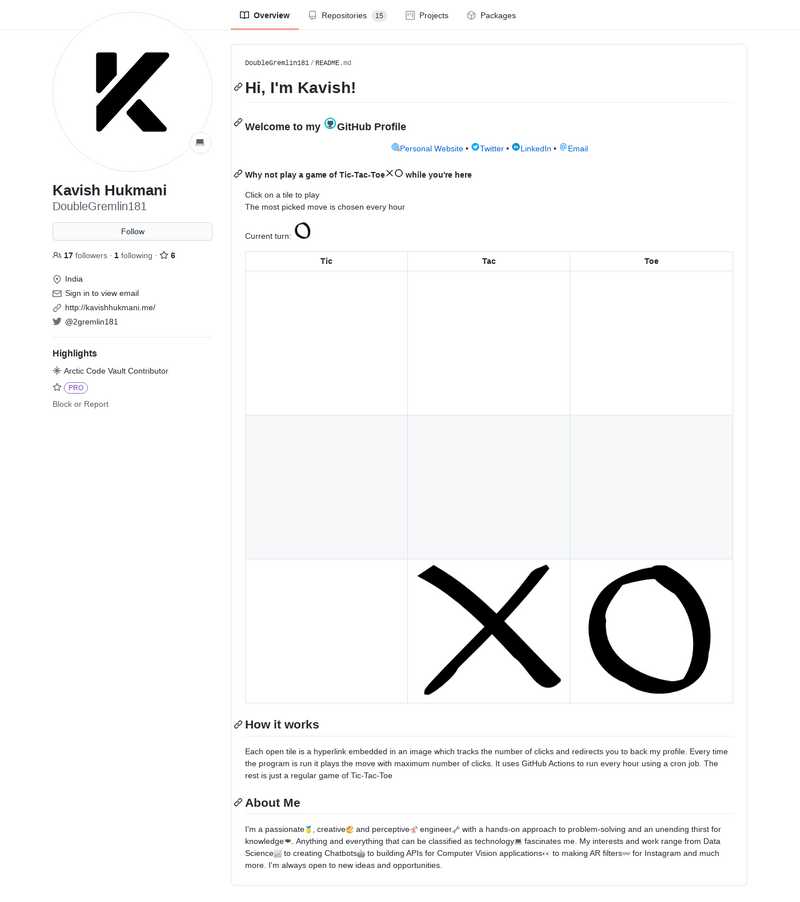 Overview
Repositories 15
Projects
Packages
Kavish Hukmani
DoubleGremlin181
Follow
17 followers · 1 following · 6
India
Sign in to view email
http://kavishhukmani.me/
@2gremlin181
Highlights
Arctic Code Vault Contributor
PRO
Block or Report
DoubleGremlin181 / README.md
Hi, I'm Kavish!
Welcome to my GitHub Profile
Personal Website • Twitter • LinkedIn • Email
Why not play a game of Tic-Tac-Toe while you're here
Click on a tile to play
The most picked move is chosen every hour
Current turn:
Tic Tac Toe
How it works
Each open tile is a hyperlink embedded in an image which tracks the number of clicks and redirects you to back my profile. Every time
the program is run it plays the move with maximum number of clicks. It uses GitHub Actions to run every hour using a cron job. The
rest is just a regular game of Tic-Tac-Toe
About Me
I'm a passionate, creative and perceptive engineer with a hands-on approach to problem-solving and an unending thirst for
knowledge. Anything and everything that can be classified as technology fascinates me. My interests and work range from Data
Science to creating Chatbots to building APIs for Computer Vision applications to making AR filters for Instagram and much
more. I'm always open to new ideas and opportunities.